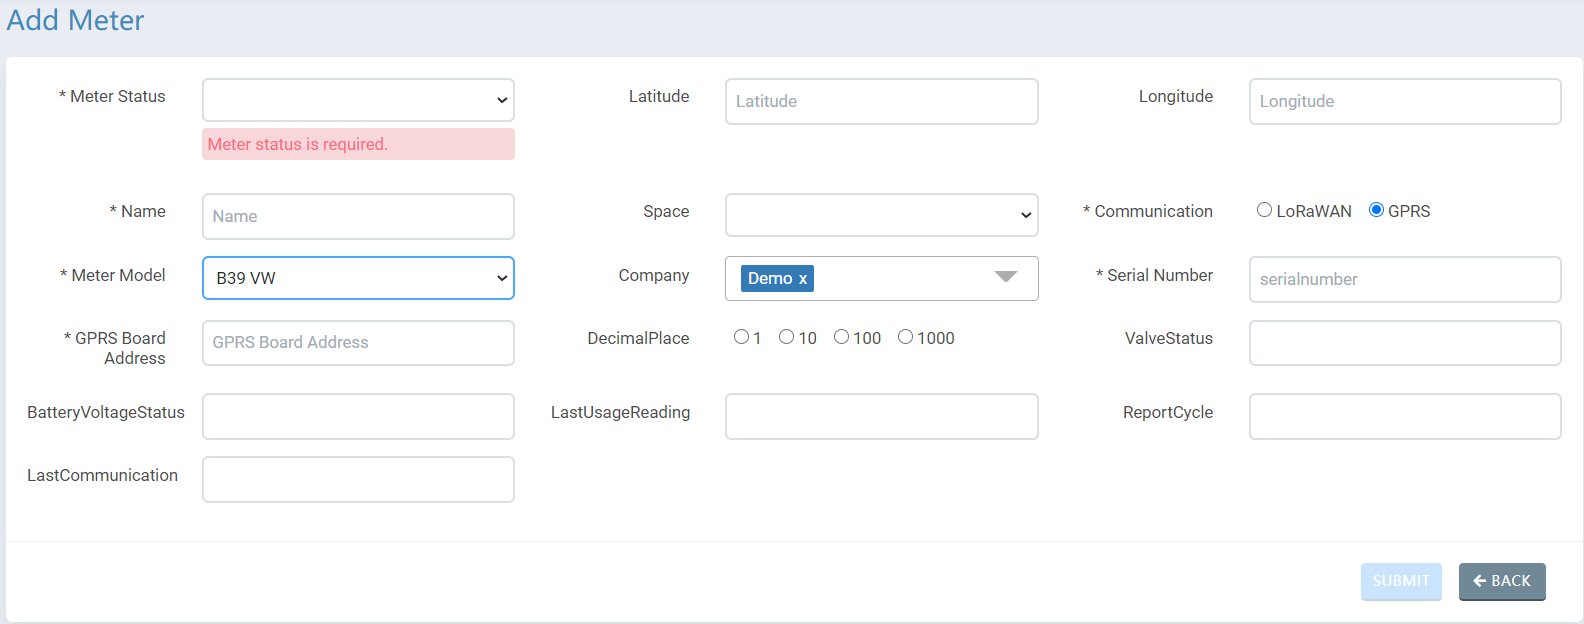 Add Meter
* Meter Status
Latitude
Latitude
Longitude
Longitude
Meter status is required.
* Name
Name
Space
* Communication
LoRaWAN
GPRS
* Meter Model
B39 VW
Company
Demo x
* Serial Number
serialnumber
* GPRS Board
Address
GPRS Board Address
DecimalPlace
1
10
100
1000
ValveStatus
BatteryVoltageStatus
LastUsageReading
ReportCycle
LastCommunication
SUBMIT
BACK